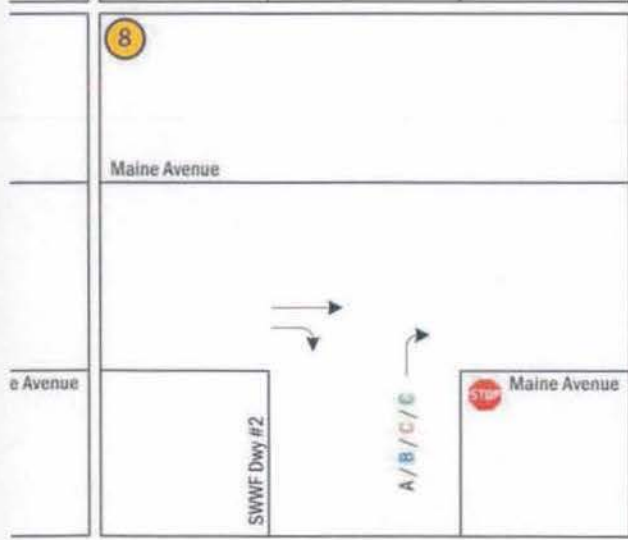 8
Maine Avenue
e Avenue
SWWF Dwy #2
A / B / C / C
STOP
Maine Avenue